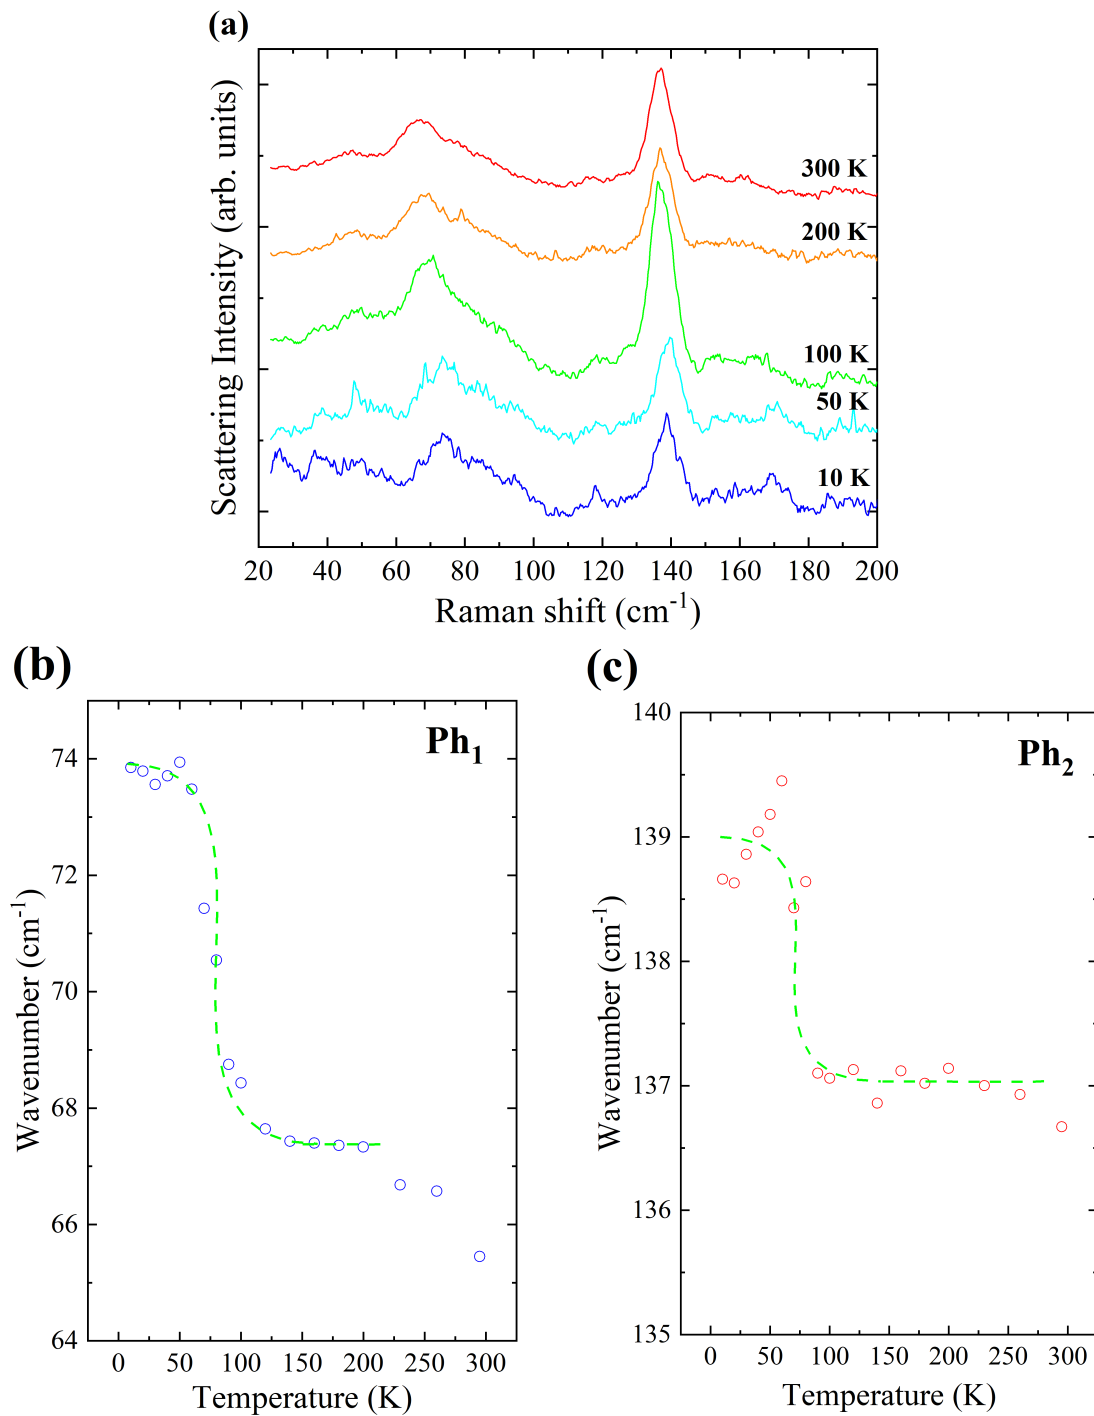 (a)
Scattering Intensity (arb. units)
300 K
200 K
100 K
50 K
10 K
20 40 60 80 100 120 140 160 180 200
Raman shift (cm⁻¹)
(b)
Ph₁
Wavenumber (cm⁻¹)
74
72
70
68
66
64
0 50 100 150 200 250 300
Temperature (K)
(c)
Ph₂
Wavenumber (cm⁻¹)
140
139
138
137
136
135
0 50 100 150 200 250 300
Temperature (K)